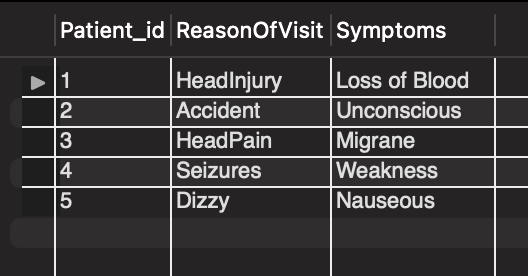 Patient_id ReasonOfVisit Symptoms
1 HeadInjury Loss of Blood
2 Accident Unconscious
3 HeadPain Migrane
4 Seizures Weakness
5 Dizzy Nauseous